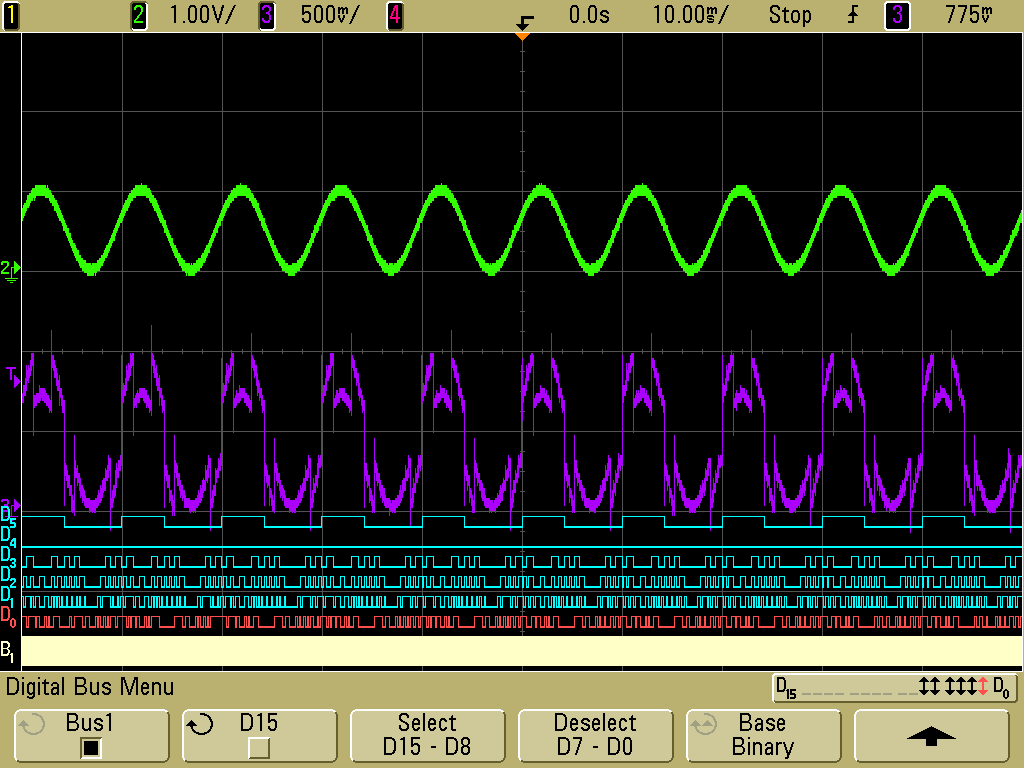 1 2 1.00V/ 3 500mV/ 4 0.0s 10.00ms/ Stop 3 775mV
2
T
3
D5
D4
D3
D2
D1
D0
B1
Digital Bus Menu D15 D0
Bus1 D15 Select Deselect Base
D15 - D8 D7 - D0 Binary